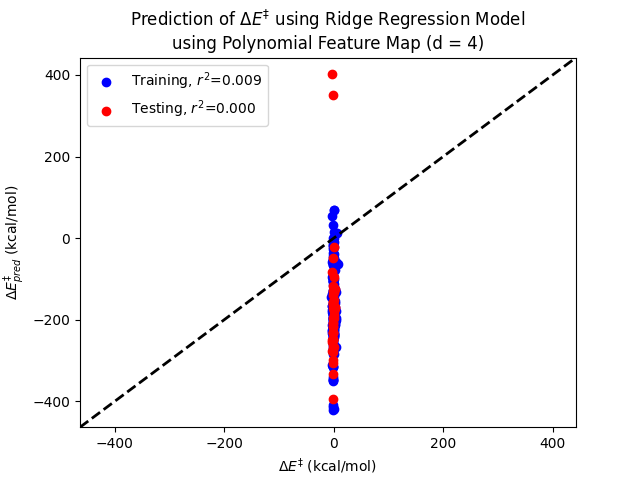 Prediction of ΔE‡ using Ridge Regression Model
using Polynomial Feature Map (d = 4)
Training, r²=0.009
Testing, r²=0.000
400
200
0
−200
−400
ΔE‡pred (kcal/mol)
−400 −200 0 200 400
ΔE‡ (kcal/mol)